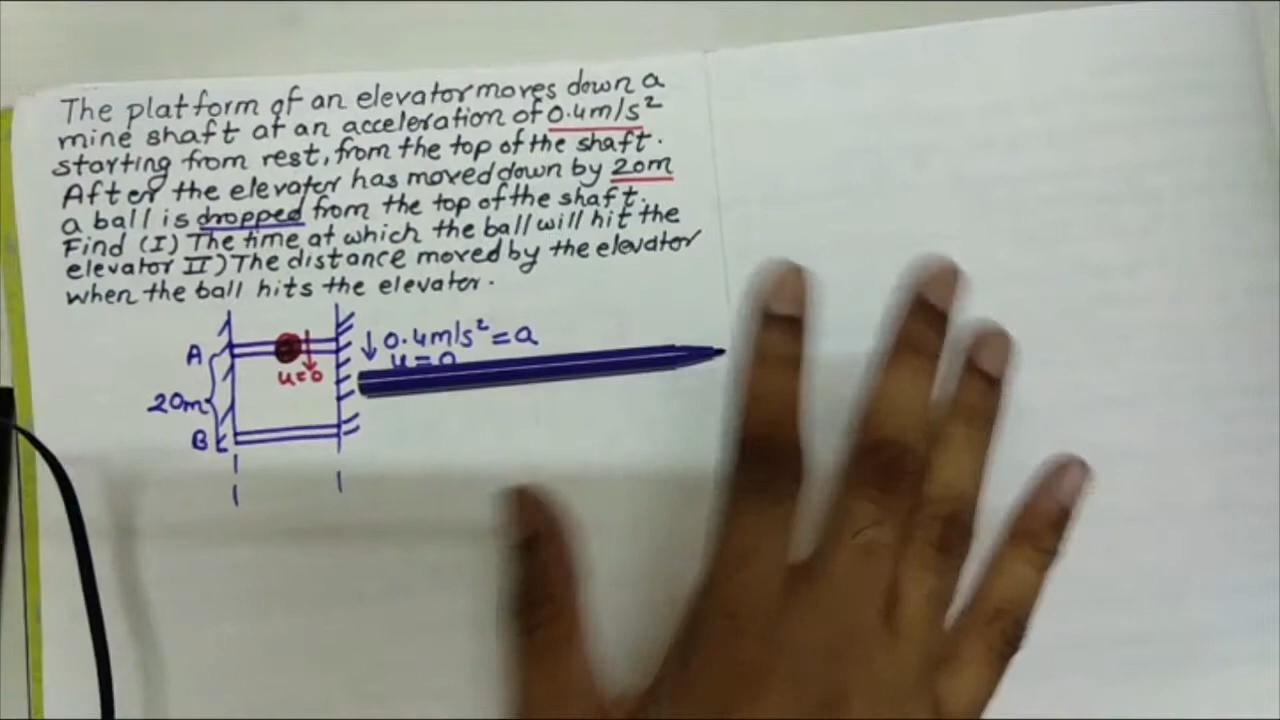 The platform of an elevator moves down a
mine shaft at an acceleration of 0.4m/s²
starting from rest, from the top of the shaft.
After the elevator has moved down by 20m
a ball is dropped from the top of the shaft.
Find (I) The time at which the ball will hit the
elevator II) The distance moved by the elevator
when the ball hits the elevator.
A
u=0
↓ 0.4m/s² = a
u=0
20m
B